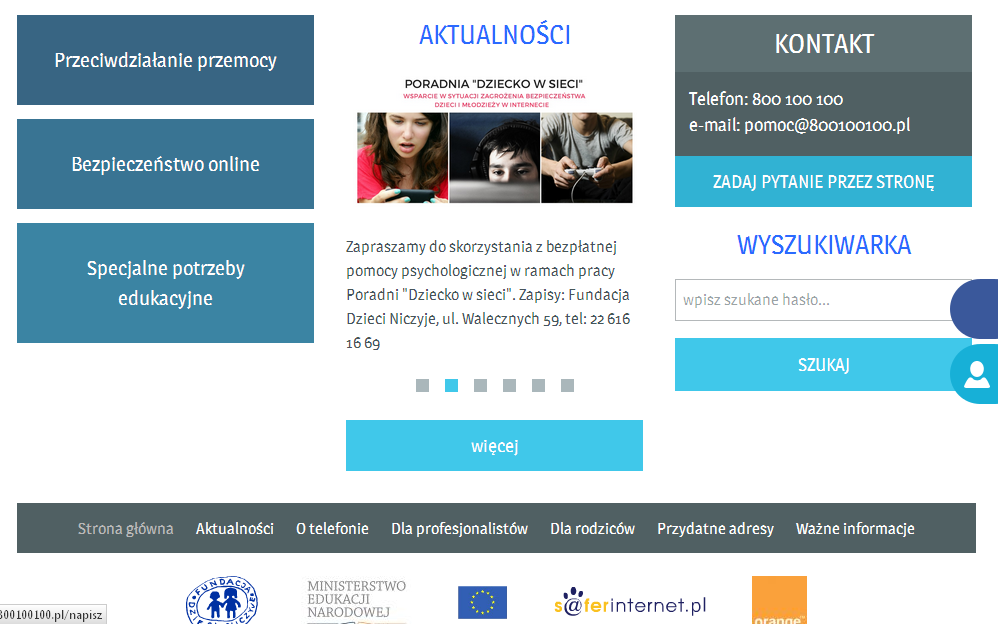 Przeciwdziałanie przemocy
Bezpieczeństwo online
Specjalne potrzeby
edukacyjne
AKTUALNOŚCI
PORADNIA "DZIECKO W SIECI"
WSPARCIE W SYTUACJI ZAGROŻENIA BEZPIECZEŃSTWA
DZIECI I MŁODZIEŻY W INTERNECIE
Zapraszamy do skorzystania z bezpłatnej
pomocy psychologicznej w ramach pracy
Poradni "Dziecko w sieci". Zapisy: Fundacja
Dzieci Niczyje, ul. Walecznych 59, tel: 22 616
16 69
więcej
KONTAKT
Telefon: 800 100 100
e-mail: pomoc@800100100.pl
ZADAJ PYTANIE PRZEZ STRONĘ
WYSZUKIWARKA
wpisz szukane hasło...
SZUKAJ
Strona główna Aktualności O telefonie Dla profesjonalistów Dla rodziców Przydatne adresy Ważne informacje
FUNDACJA
MINISTERSTWO
EDUKACJI
NARODOWEJ
s@ferinternet.pl
orange™
800100100.pl/napisz